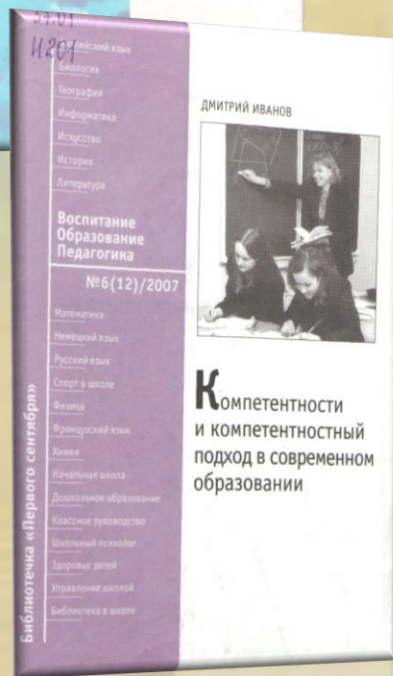 И201
Английский язык
Биология
География
Информатика
Искусство
История
Литература
Воспитание
Образование
Педагогика
№6(12)/2007
Математика
Немецкий язык
Русский язык
Спорт в школе
Физика
Французский язык
Химия
Начальная школа
Дошкольное образование
Классное руководство
Школьный психолог
Здоровье детей
Управление школой
Библиотека в школе
Библиотечка «Первого сентября»
ДМИТРИЙ ИВАНОВ
Компетентности
и компетентностный
подход в современном
образовании